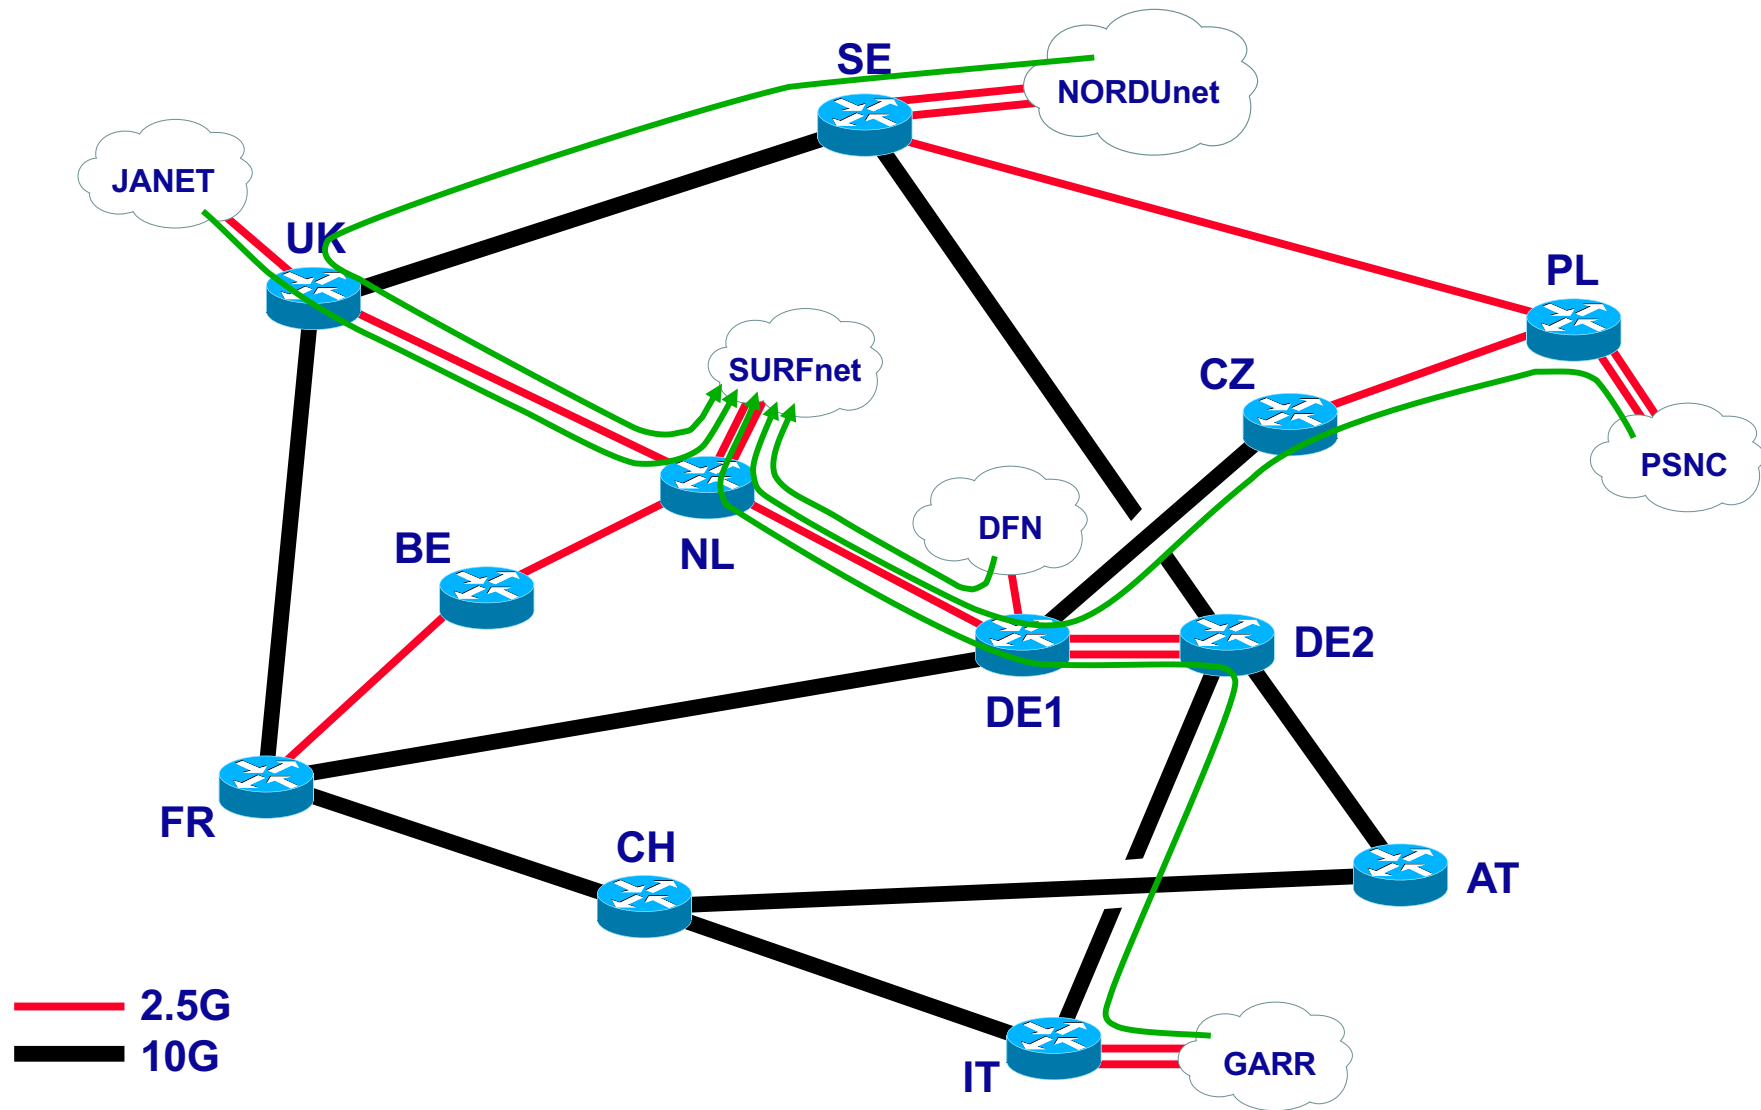 SE
NORDUnet
JANET
UK
PL
SURFnet
CZ
PSNC
DFN
BE
NL
DE2
DE1
FR
CH
AT
2.5G
10G
IT
GARR